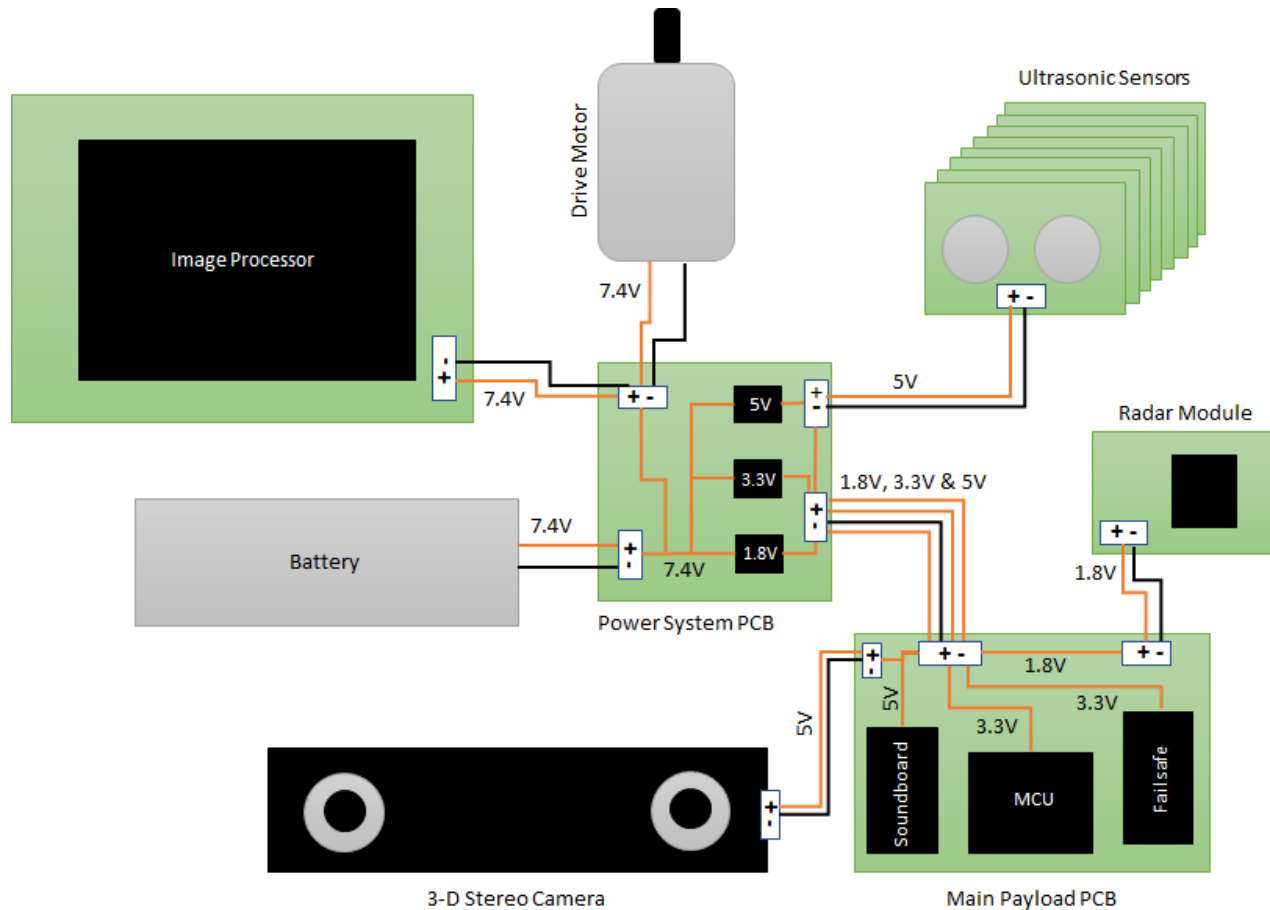 Ultrasonic Sensors
Drive Motor
Image Processor
7.4V
+ -
- +
7.4V
+ -
5V
5V
+
-
Radar Module
3.3V
1.8V, 3.3V & 5V
+
-
+ -
7.4V
Battery
+
-
7.4V
1.8V
1.8V
Power System PCB
+
-
+ -
1.8V
+ -
5V
5V
3.3V
3.3V
Soundboard
MCU
Failsafe
+
-
3-D Stereo Camera
Main Payload PCB